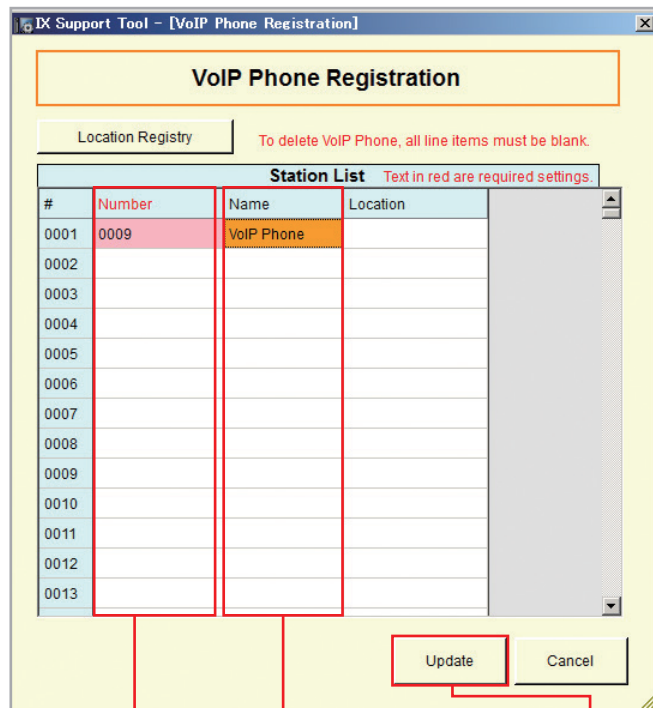 IX Support Tool - [VoIP Phone Registration]
VoIP Phone Registration
Location Registry To delete VoIP Phone, all line items must be blank.
Station List Text in red are required settings.
# Number Name Location
0001 0009 VoIP Phone
0002
0003
0004
0005
0006
0007
0008
0009
0010
0011
0012
0013
Update Cancel